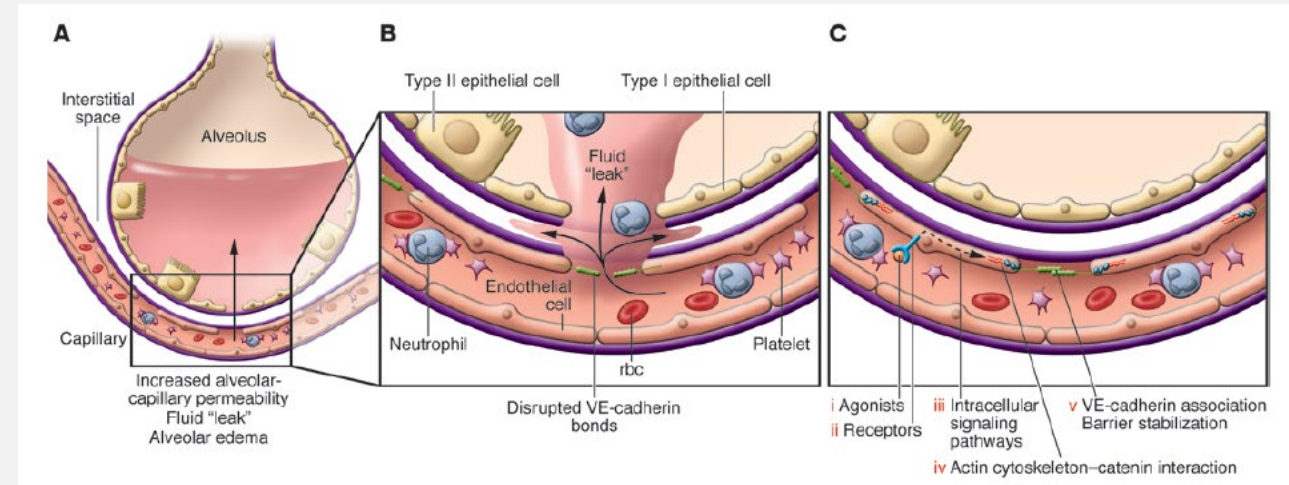 A
B
C
Interstitial
space
Alveolus
Capillary
Increased alveolar-
capillary permeability
Fluid "leak"
Alveolar edema
Type II epithelial cell
Type I epithelial cell
Fluid
"leak"
Endothelial
cell
Neutrophil
Platelet
rbc
Disrupted VE-cadherin
bonds
i Agonists
ii Receptors
iii Intracellular
signaling
pathways
iv Actin cytoskeleton–catenin interaction
v VE-cadherin association
Barrier stabilization